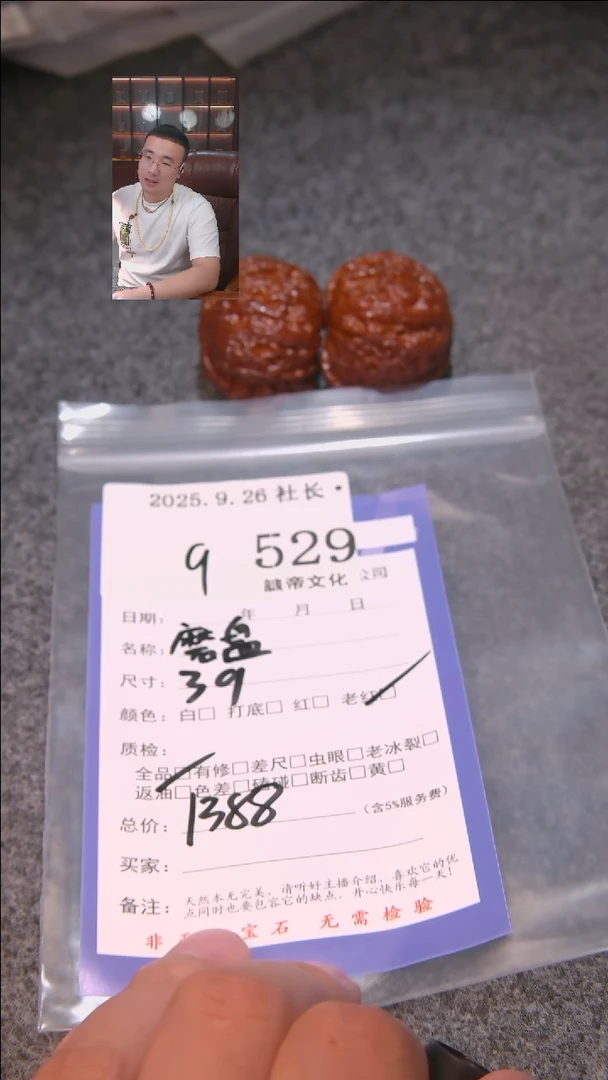 2025.9.26 社长
9 529
帝文化 公司
日期: 年 月 日
名称: 磨盘
尺寸: 39
颜色: 白□ 打底□ 红□ 老红□
质检:
全品□有修□差尺□虫眼□老冰裂□
返油□色差□磕碰□断齿□黄□
总价: 1388 (含5%服务费)
买家:
备注: 天然本无完美，请听好主播介绍，喜欢它的优
点同时也要包容它的缺点，开心快乐每一天！
非 宝石 无需检验